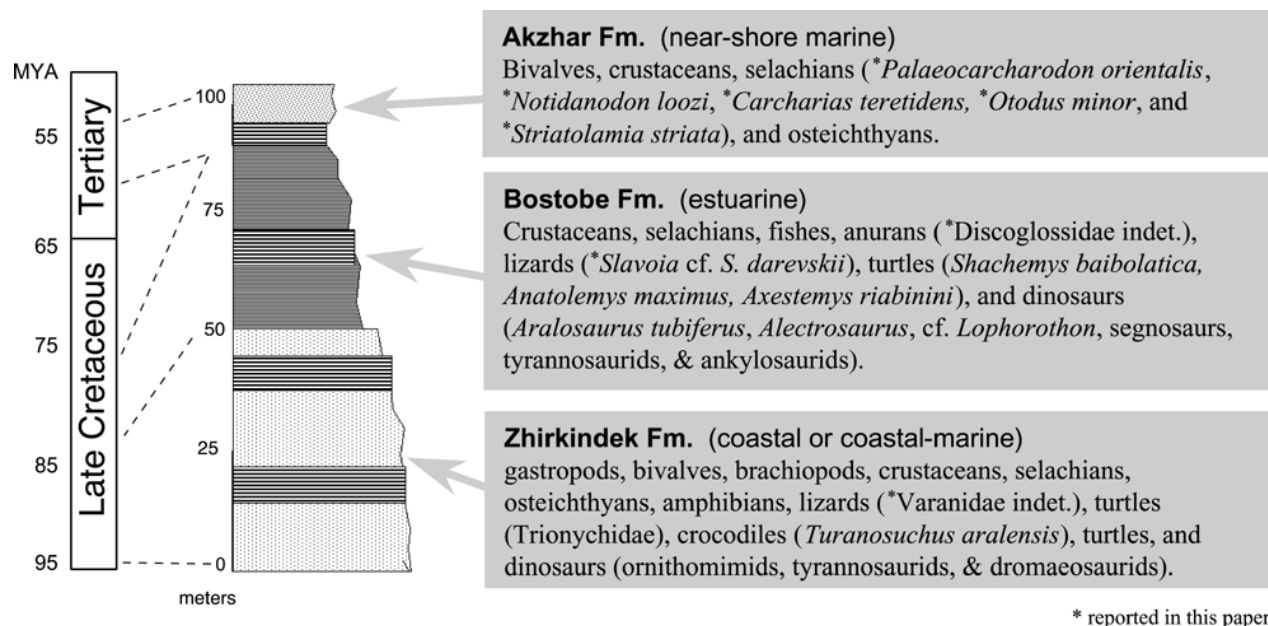 MYA
55
65
75
85
95
Tertiary
Late Cretaceous
100
75
50
25
0
meters
Akzhar Fm. (near-shore marine)
Bivalves, crustaceans, selachians (*Palaeocarcharodon orientalis,
*Notidanodon loozi, *Carcharias teretidens, *Otodus minor, and
*Striatolamia striata), and osteichthyans.
Bostobe Fm. (estuarine)
Crustaceans, selachians, fishes, anurans (*Discoglossidae indet.),
lizards (*Slavoia cf. S. darevskii), turtles (Shachemys baibolatica,
Anatolemys maximus, Axestemys riabinini), and dinosaurs
(Aralosaurus tubiferus, Alectrosaurus, cf. Lophorothon, segnosaurs,
tyrannosaurids, & ankylosaurids).
Zhirkindek Fm. (coastal or coastal-marine)
gastropods, bivalves, brachiopods, crustaceans, selachians,
osteichthyans, amphibians, lizards (*Varanidae indet.), turtles
(Trionychidae), crocodiles (Turanosuchus aralensis), turtles, and
dinosaurs (ornithomimids, tyrannosaurids, & dromaeosaurids).
* reported in this paper